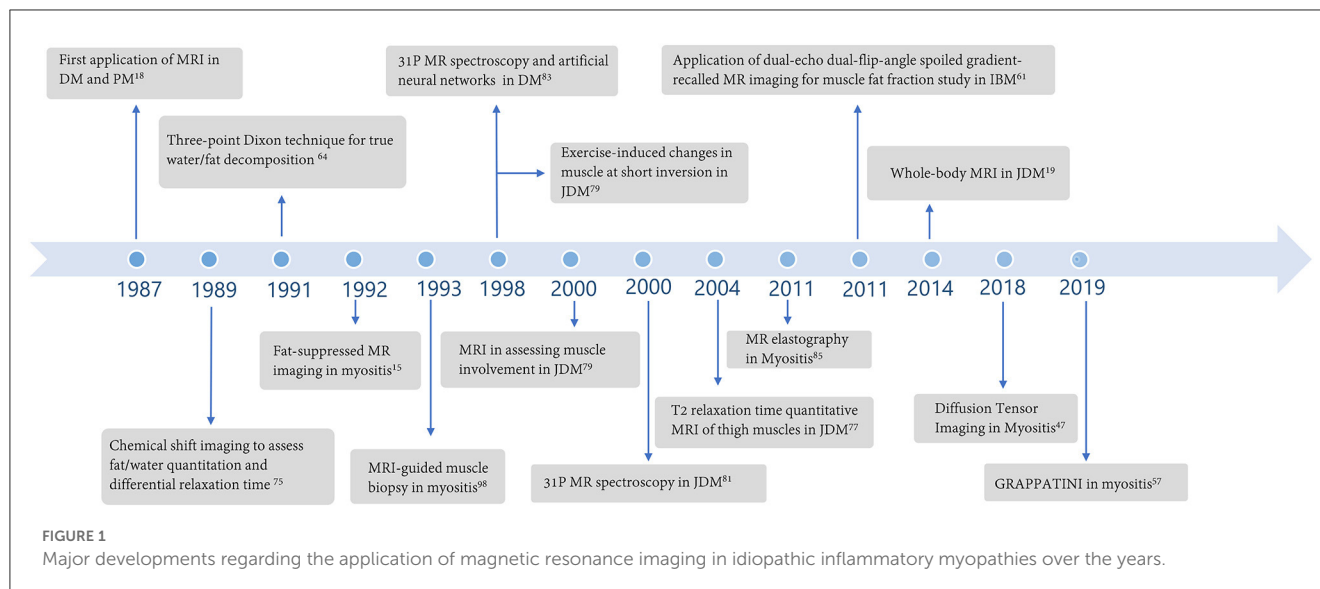 First application of MRI in
DM and PM18
31P MR spectroscopy and artificial
neural networks in DM83
Application of dual-echo dual-flip-angle spoiled gradient-
recalled MR imaging for muscle fat fraction study in IBM61
Three-point Dixon technique for true
water/fat decomposition 64
Exercise-induced changes in
muscle at short inversion in
JDM79
Whole-body MRI in JDM19
1987 1989 1991 1992 1993 1998 2000 2000 2004 2011 2011 2014 2018 2019
Fat-suppressed MR
imaging in myositis15
MRI in assessing muscle
involvement in JDM79
MR elastography
in Myositis85
T2 relaxation time quantitative
MRI of thigh muscles in JDM77
Diffusion Tensor
Imaging in Myositis47
Chemical shift imaging to assess
fat/water quantitation and
differential relaxation time 75
MRI-guided muscle
biopsy in myositis98
31P MR spectroscopy in JDM81
GRAPPATINI in myositis57
FIGURE 1
Major developments regarding the application of magnetic resonance imaging in idiopathic inflammatory myopathies over the years.